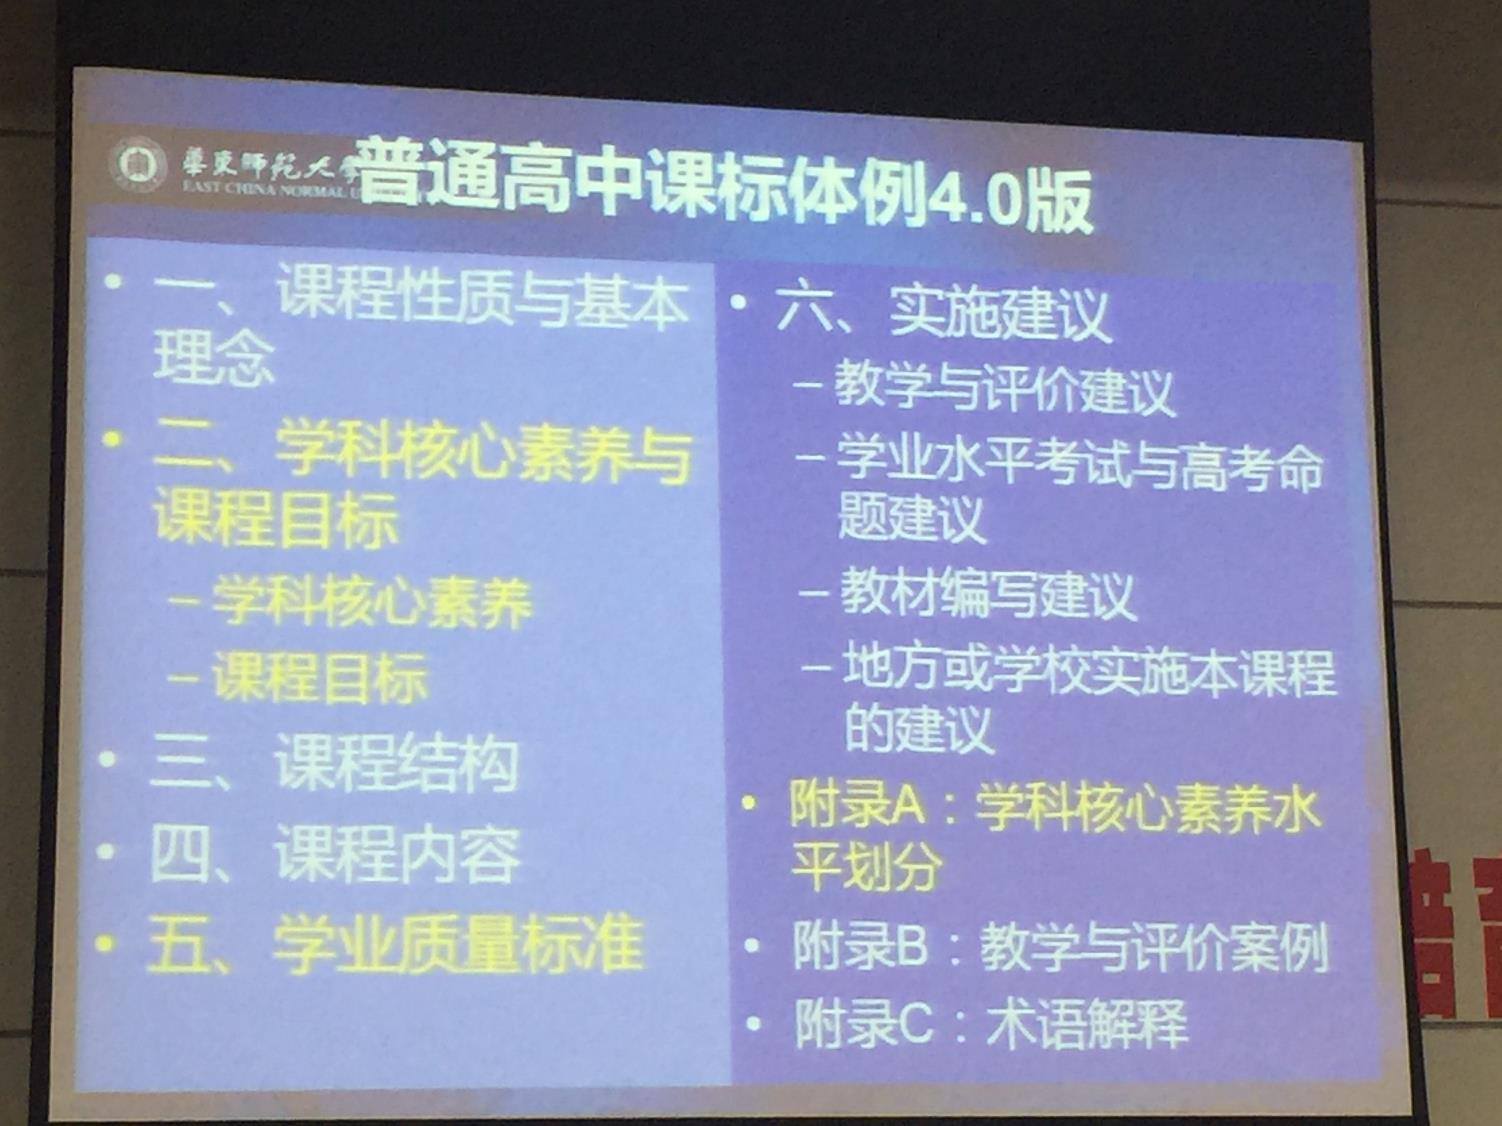 華東師范大學
EAST CHINA NORMAL U
普通高中课标体例4.0版
• 一、课程性质与基本
理念
• 二、学科核心素养与
课程目标
– 学科核心素养
– 课程目标
• 三、课程结构
• 四、课程内容
• 五、学业质量标准
• 六、实施建议
– 教学与评价建议
– 学业水平考试与高考命
题建议
– 教材编写建议
– 地方或学校实施本课程
的建议
• 附录A：学科核心素养水
平划分
• 附录B：教学与评价案例
• 附录C：术语解释